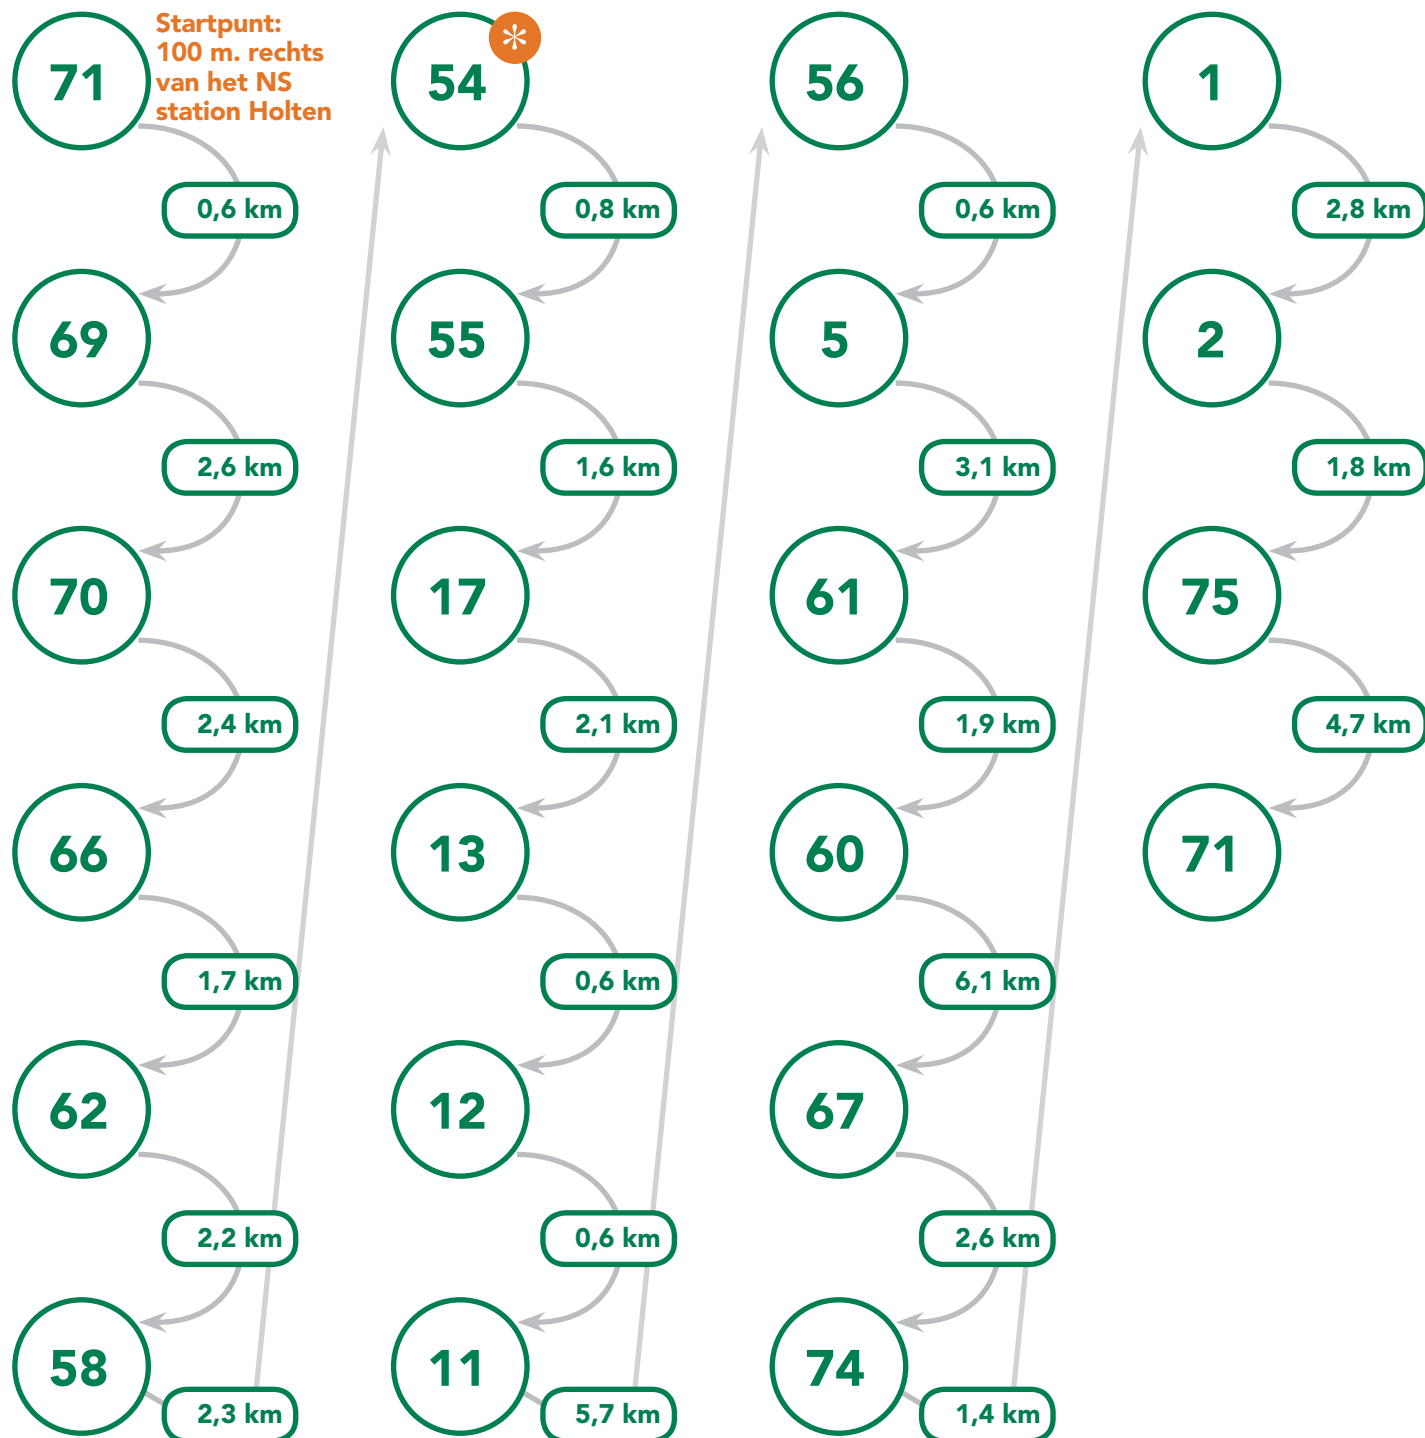 71
Startpunt:
100 m. rechts
van het NS
station Holten
0,6 km
69
2,6 km
70
2,4 km
66
1,7 km
62
2,2 km
58
2,3 km
54
*
0,8 km
55
1,6 km
17
2,1 km
13
0,6 km
12
0,6 km
11
5,7 km
56
0,6 km
5
3,1 km
61
1,9 km
60
6,1 km
67
2,6 km
74
1,4 km
1
2,8 km
2
1,8 km
75
4,7 km
71